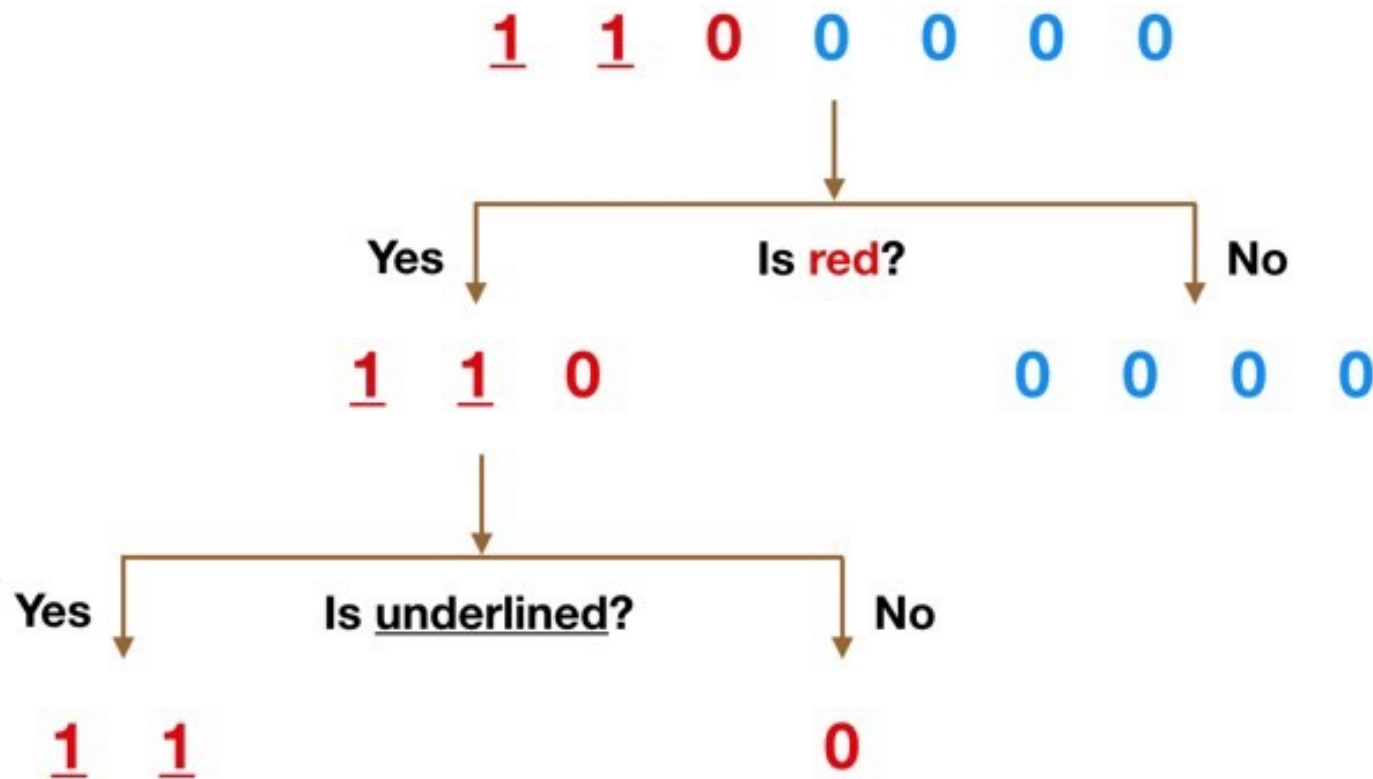 1 1 0 0 0 0 0
Yes Is red? No
1 1 0 0 0 0 0
Yes Is underlined? No
1 1 0